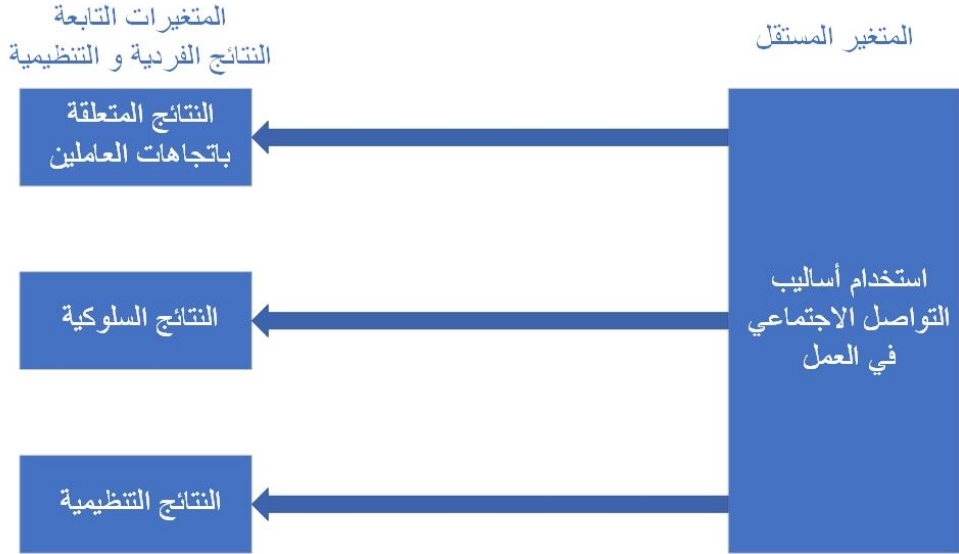 المتغير المستقل
استخدام أساليب
التواصل الاجتماعي
في العمل
المتغيرات التابعة
النتائج الفردية و التنظيمية
النتائج المتعلقة
باتجاهات العاملين
النتائج السلوكية
النتائج التنظيمية